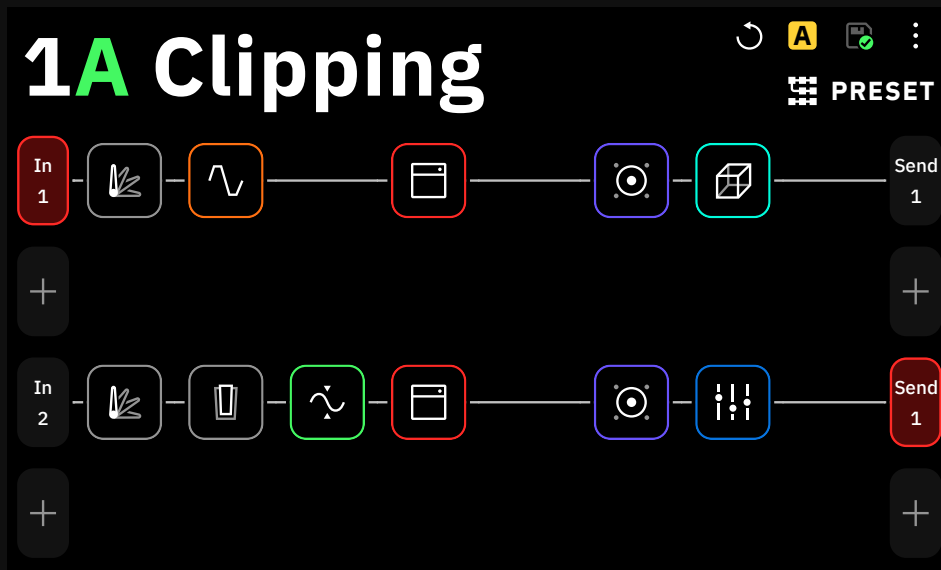 1A Clipping
A
PRESET
In
1
Send
1
In
2
Send
1